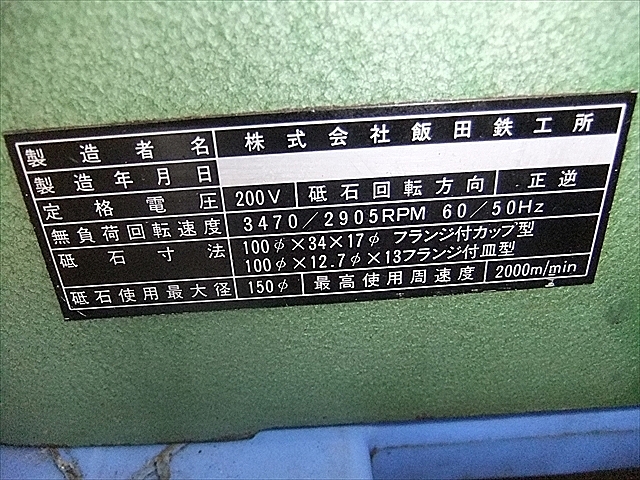 製造者名 株式会社飯田鉄工所
製造年月日
定格電圧 200V 砥石回転方向 正逆
無負荷回転速度 3470/2905RPM 60/50Hz
砥石寸法 100φ×34×17φ フランジ付カップ型
100φ×12.7φ×13フランジ付皿型
砥石使用最大径 150φ 最高使用周速度 2000m/min